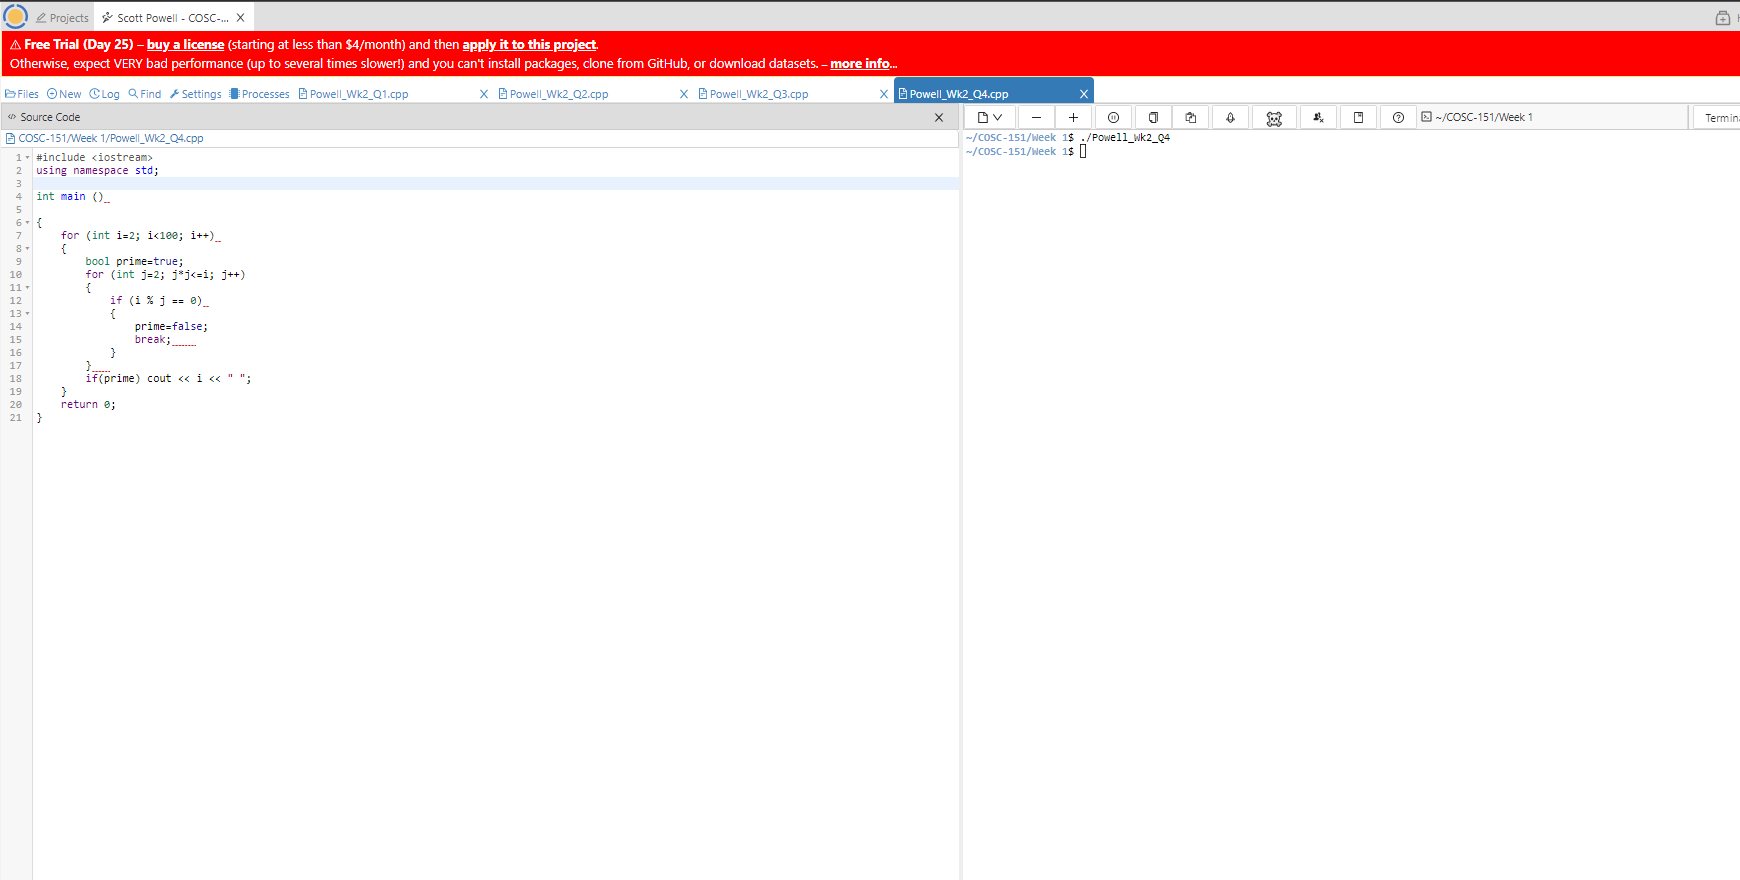 Projects Scott Powell - COSC-...
Free Trial (Day 25) – buy a license (starting at less than $4/month) and then apply it to this project.
Otherwise, expect VERY bad performance (up to several times slower!) and you can't install packages, clone from GitHub, or download datasets. – more info...
Files New Log Find Settings Processes Powell_Wk2_Q1.cpp Powell_Wk2_Q2.cpp Powell_Wk2_Q3.cpp Powell_Wk2_Q4.cpp
</> Source Code
COSC-151/Week 1/Powell_Wk2_Q4.cpp
1 #include <iostream>
2 using namespace std;
3
4 int main ()
5
6 {
7     for (int i=2; i<100; i++)
8     {
9         bool prime=true;
10         for (int j=2; j*j<=i; j++)
11         {
12             if (i % j == 0)
13             {
14                 prime=false;
15                 break;
16             }
17         }
18         if(prime) cout << i << " ";
19     }
20     return 0;
21 }
~/COSC-151/Week 1
Termina
~/COSC-151/Week 1$ ./Powell_Wk2_Q4
~/COSC-151/Week 1$